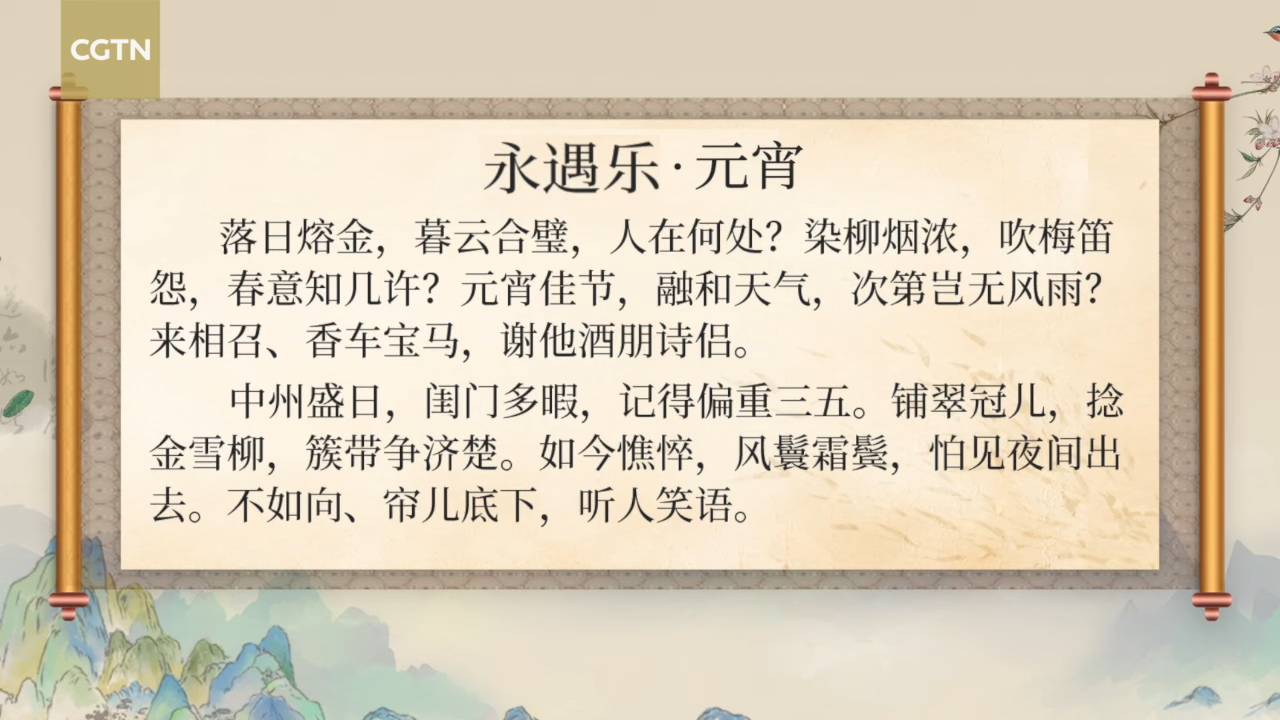 CGTN
永遇乐·元宵
落日熔金，暮云合璧，人在何处？染柳烟浓，吹梅笛
怨，春意知几许？元宵佳节，融和天气，次第岂无风雨？
来相召、香车宝马，谢他酒朋诗侣。
中州盛日，闺门多暇，记得偏重三五。铺翠冠儿，捻
金雪柳，簇带争济楚。如今憔悴，风鬟霜鬓，怕见夜间出
去。不如向、帘儿底下，听人笑语。